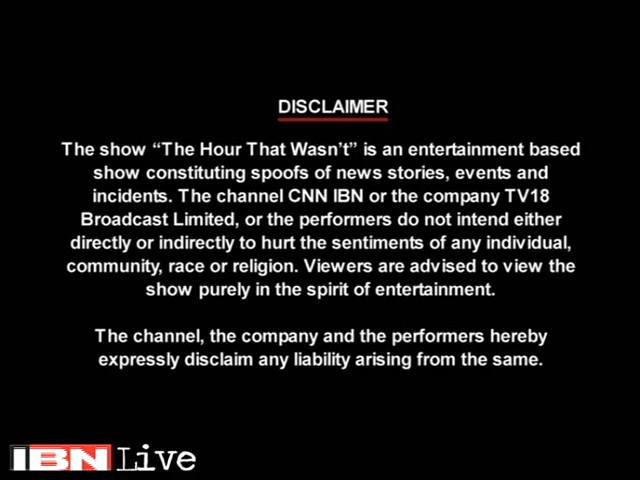 DISCLAIMER
The show “The Hour That Wasn’t” is an entertainment based
show constituting spoofs of news stories, events and
incidents. The channel CNN IBN or the company TV18
Broadcast Limited, or the performers do not intend either
directly or indirectly to hurt the sentiments of any individual,
community, race or religion. Viewers are advised to view the
show purely in the spirit of entertainment.
The channel, the company and the performers hereby
expressly disclaim any liability arising from the same.
IBN Live